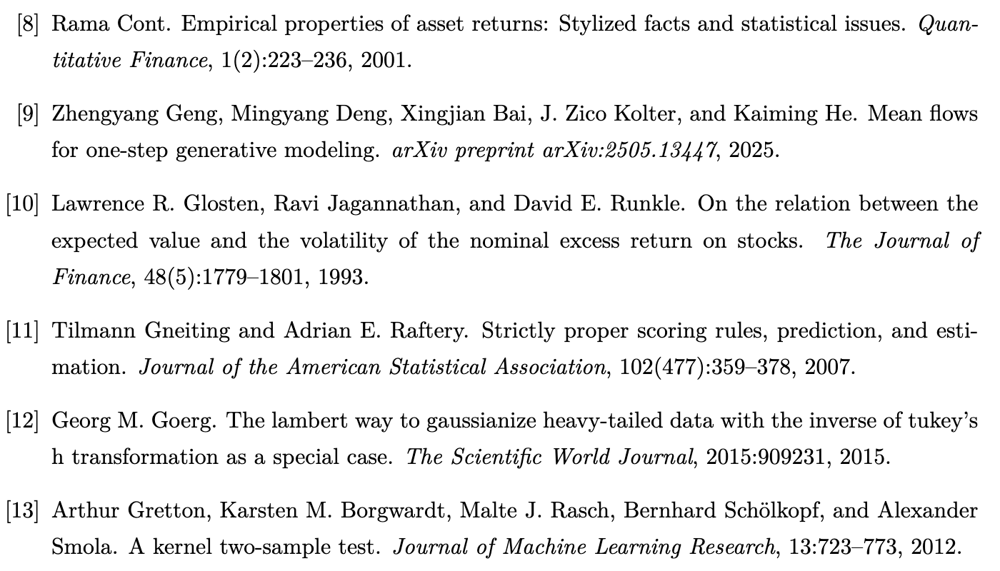 [8] Rama Cont. Empirical properties of asset returns: Stylized facts and statistical issues. Quan-
titative Finance, 1(2):223–236, 2001.
[9] Zhengyang Geng, Mingyang Deng, Xingjian Bai, J. Zico Kolter, and Kaiming He. Mean flows
for one-step generative modeling. arXiv preprint arXiv:2505.13447, 2025.
[10] Lawrence R. Glosten, Ravi Jagannathan, and David E. Runkle. On the relation between the
expected value and the volatility of the nominal excess return on stocks. The Journal of
Finance, 48(5):1779–1801, 1993.
[11] Tilmann Gneiting and Adrian E. Raftery. Strictly proper scoring rules, prediction, and esti-
mation. Journal of the American Statistical Association, 102(477):359–378, 2007.
[12] Georg M. Goerg. The lambert way to gaussianize heavy-tailed data with the inverse of tukey's
h transformation as a special case. The Scientific World Journal, 2015:909231, 2015.
[13] Arthur Gretton, Karsten M. Borgwardt, Malte J. Rasch, Bernhard Schölkopf, and Alexander
Smola. A kernel two-sample test. Journal of Machine Learning Research, 13:723–773, 2012.